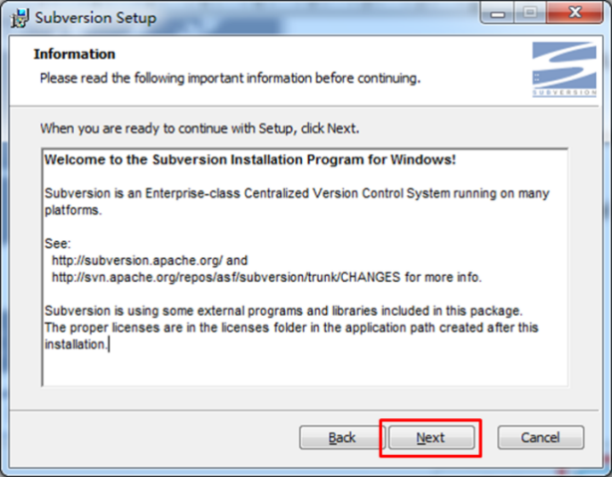 Subversion Setup
Information
Please read the following important information before continuing.
SUBVERSION
When you are ready to continue with Setup, click Next.
Welcome to the Subversion Installation Program for Windows!
Subversion is an Enterprise-class Centralized Version Control System running on many
platforms.
See:
http://subversion.apache.org/ and
http://svn.apache.org/repos/asf/subversion/trunk/CHANGES for more info.
Subversion is using some external programs and libraries included in this package.
The proper licenses are in the licenses folder in the application path created after this
installation.
Back
Next
Cancel